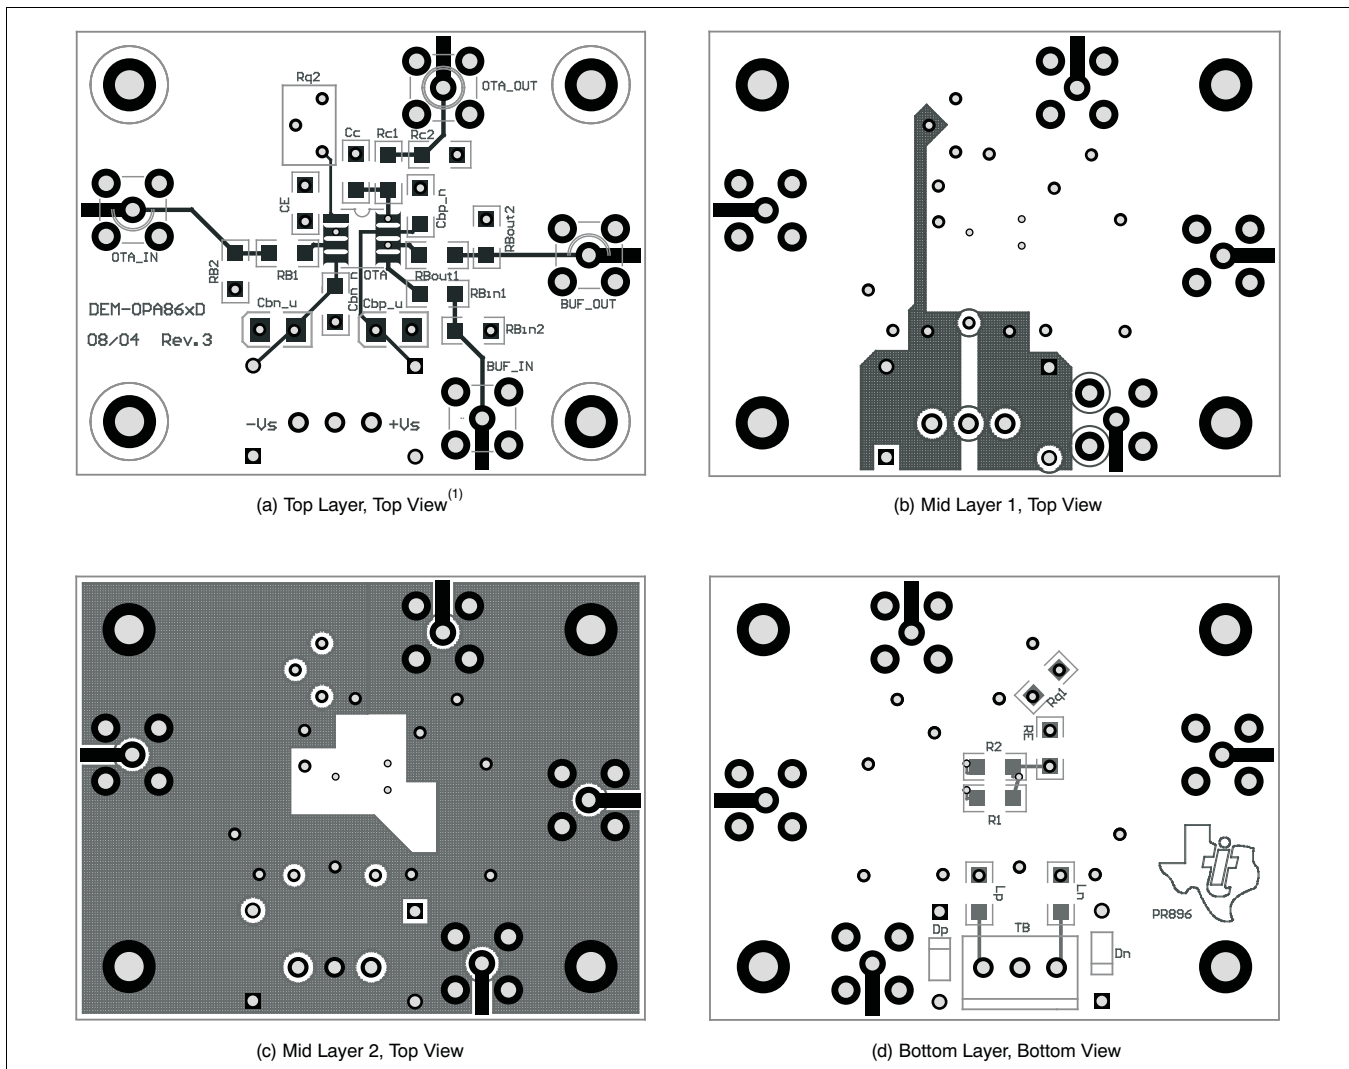 Rq2
OTA_OUT
Cc
Rc1
Rc2
CE
Cbp_n
RBout2
OTA_IN
RB2
RB1
OTA
RBout1
Cbn_n
RBin1
BUF_OUT
Cbn_u
Cbp_u
DEM-OPA86xD
RBin2
08/04 Rev.3
BUF_IN
-Vs
+Vs
(a) Top Layer, Top View(1)
(b) Mid Layer 1, Top View
Rq1
RE
R2
R1
Lp
Ln
PR896
Dp
TB
Dn
(c) Mid Layer 2, Top View
(d) Bottom Layer, Bottom View